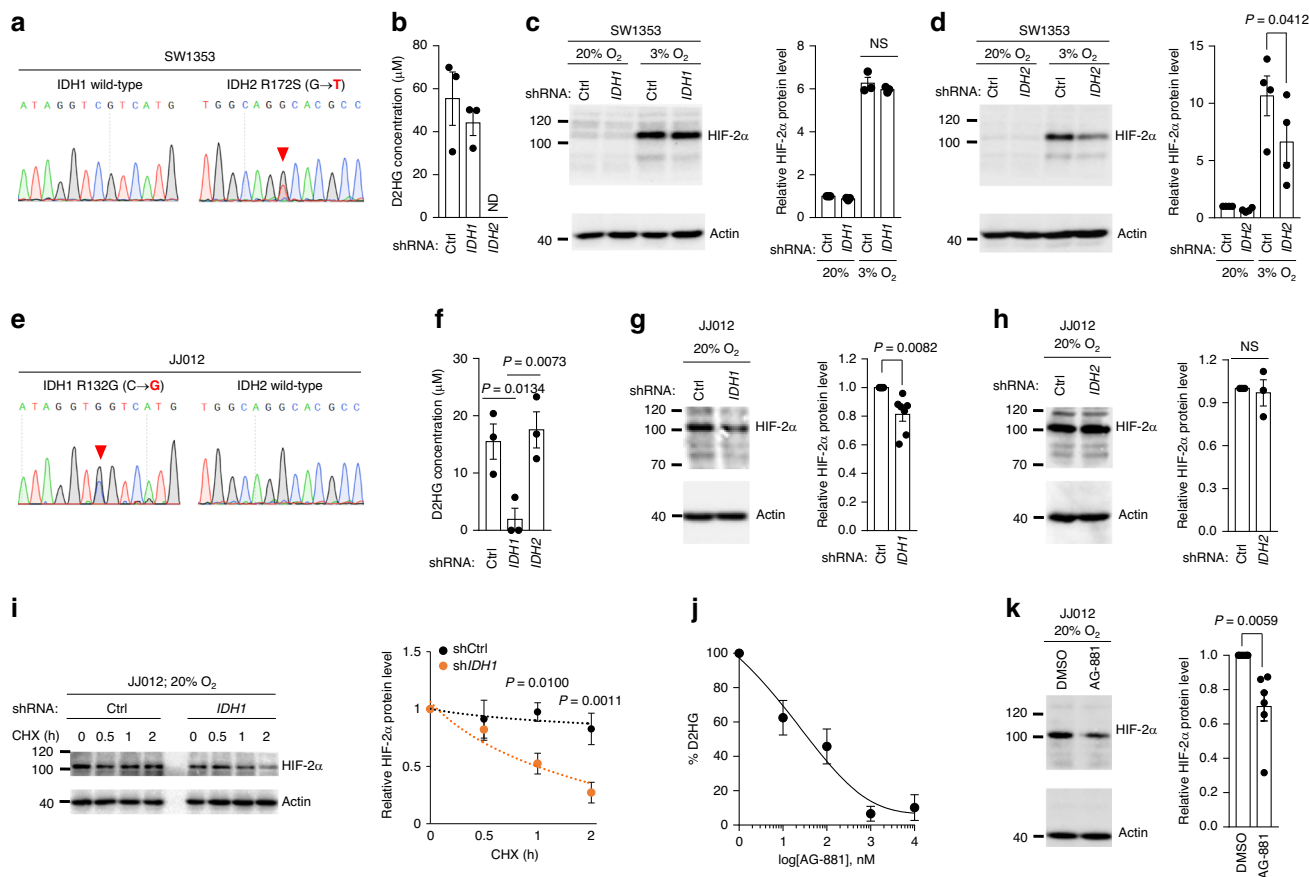 a
SW1353
IDH1 wild-type
IDH2 R172S (G→T)
A T A G G T C G T C A T G
T G G C A G G C A C G C C
b
D2HG concentration (μM)
80
60
40
20
0
ND
shRNA:
Ctrl
IDH1
IDH2
c
SW1353
20% O2
3% O2
shRNA:
Ctrl
IDH1
Ctrl
IDH1
120
100
HIF-2α
40
Actin
Relative HIF-2α protein level
8
6
4
2
0
NS
shRNA:
Ctrl
IDH1
Ctrl
IDH1
20%
3% O2
d
SW1353
20% O2
3% O2
shRNA:
Ctrl
IDH2
Ctrl
IDH2
120
100
HIF-2α
40
Actin
P = 0.0412
Relative HIF-2α protein level
15
10
5
0
shRNA:
Ctrl
IDH2
Ctrl
IDH2
20%
3% O2
e
JJ012
IDH1 R132G (C→G)
IDH2 wild-type
A T A G G T G G T C A T G
T G G C A G G C A C G C C
f
D2HG concentration (μM)
30
20
10
0
P = 0.0073
P = 0.0134
shRNA:
Ctrl
IDH1
IDH2
g
JJ012
20% O2
shRNA:
Ctrl
IDH1
120
100
70
HIF-2α
40
Actin
P = 0.0082
Relative HIF-2α protein level
1.2
1.0
0.8
0.6
0.4
0.2
0
shRNA:
Ctrl
IDH1
h
JJ012
20% O2
shRNA:
Ctrl
IDH2
120
100
70
HIF-2α
40
Actin
NS
Relative HIF-2α protein level
1.2
1.0
0.8
0.6
0.4
0.2
0
shRNA:
Ctrl
IDH2
i
JJ012; 20% O2
shRNA:
Ctrl
IDH1
CHX (h)
0 0.5 1 2
0 0.5 1 2
120
100
HIF-2α
40
Actin
shCtrl
shIDH1
P = 0.0100
P = 0.0011
Relative HIF-2α protein level
1.5
1
0.5
0
0 0.5 1 2
CHX (h)
j
% D2HG
100
80
60
40
20
0
0 1 2 3 4
log[AG-881], nM
k
JJ012
20% O2
DMSO
AG-881
120
100
HIF-2α
40
Actin
P = 0.0059
Relative HIF-2α protein level
1.2
1.0
0.8
0.6
0.4
0.2
0
DMSO
AG-881